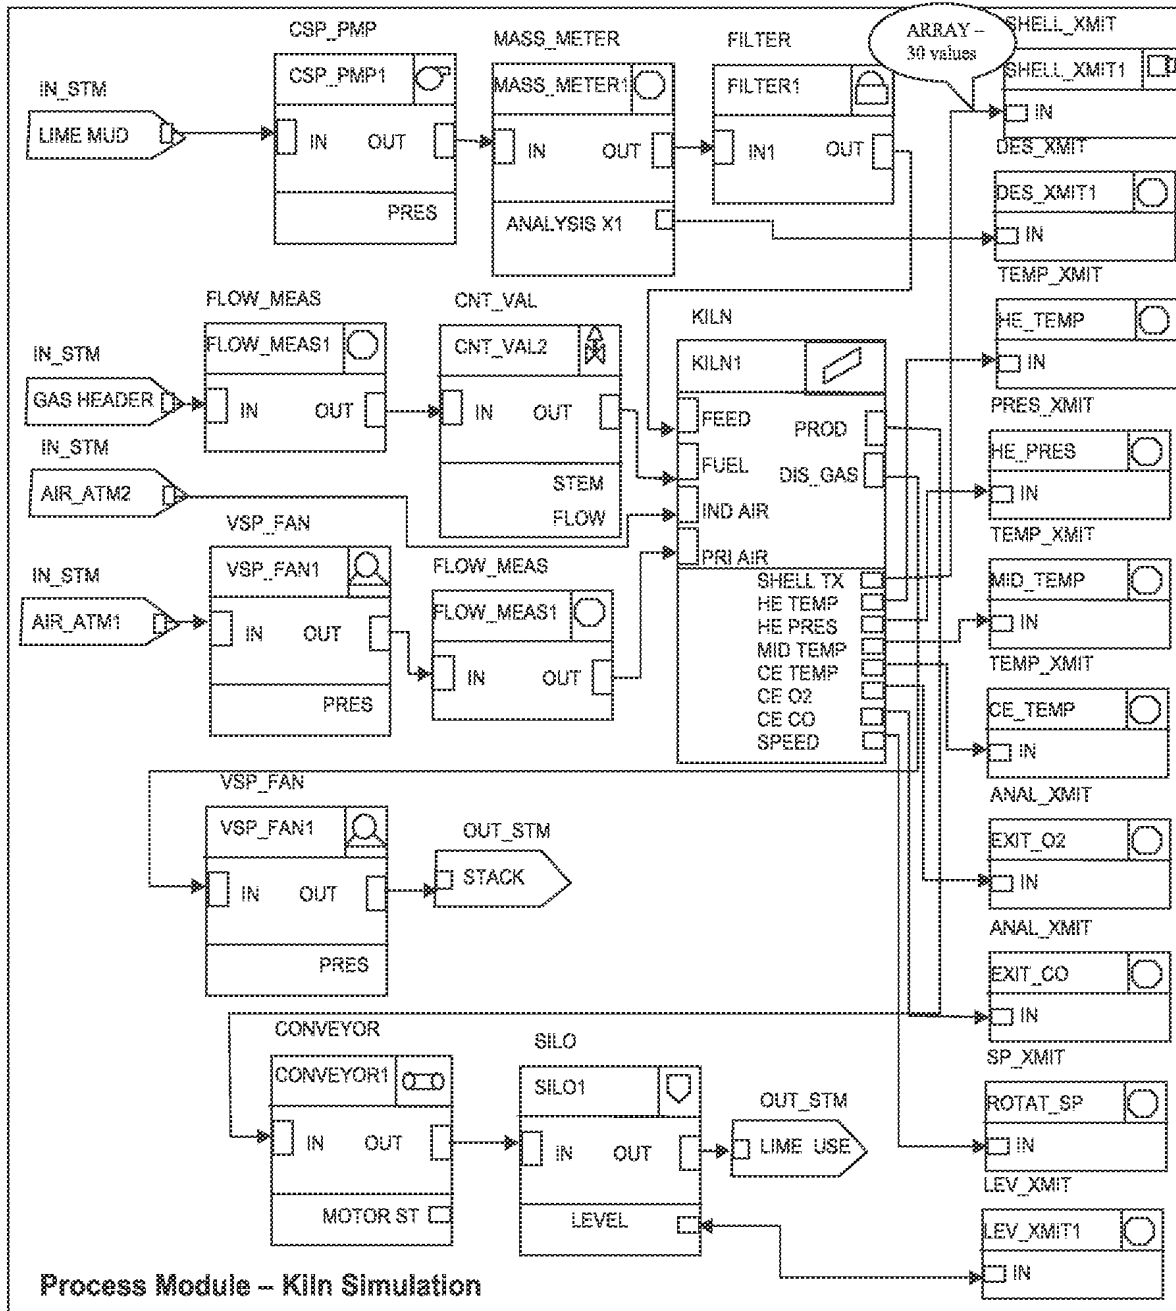 CSP_PMP
MASS_METER
FILTER
ARRAY –
30 values
SHELL_XMIT
CSP_PMP1
MASS_METER1
FILTER1
SHELL_XMIT1
IN_STM
LIME MUD
IN
OUT
IN
OUT
IN1
OUT
IN
DES_XMIT
PRES
ANALYSIS X1
DES_XMIT1
IN
TEMP_XMIT
FLOW_MEAS
CNT_VAL
KILN
FLOW_MEAS1
CNT_VAL2
KILN1
HE_TEMP
IN
IN_STM
GAS HEADER
IN
OUT
IN
OUT
FEED
PROD
PRES_XMIT
IN_STM
AIR_ATM2
STEM
FLOW
FUEL
DIS_GAS
IND AIR
PRI AIR
HE_PRES
IN
TEMP_XMIT
VSP_FAN
FLOW_MEAS
IN_STM
AIR_ATM1
VSP_FAN1
IN
OUT
PRES
FLOW_MEAS1
IN
OUT
SHELL TX
HE TEMP
HE PRES
MID TEMP
CE TEMP
CE O2
CE CO
SPEED
MID_TEMP
IN
TEMP_XMIT
CE_TEMP
IN
ANAL_XMIT
VSP_FAN
VSP_FAN1
IN
OUT
PRES
OUT_STM
STACK
EXIT_O2
IN
ANAL_XMIT
EXIT_CO
IN
SP_XMIT
CONVEYOR
SILO
CONVEYOR1
SILO1
OUT_STM
IN
OUT
IN
OUT
LIME USE
MOTOR ST
LEVEL
ROTAT_SP
IN
LEV_XMIT
LEV_XMIT1
IN
Process Module – Kiln Simulation